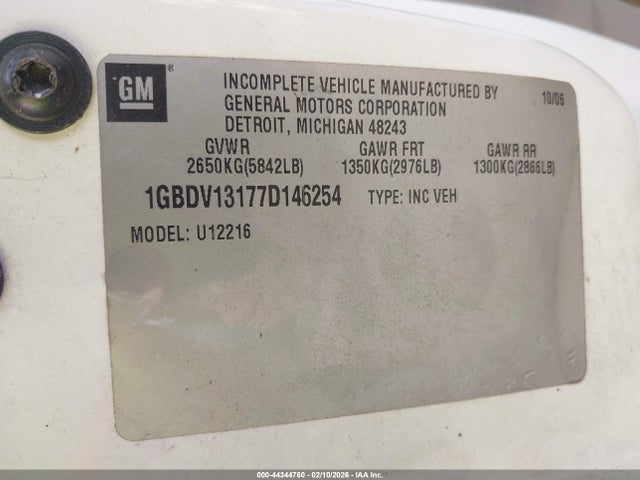 GM ®
INCOMPLETE VEHICLE MANUFACTURED BY 10/06
GENERAL MOTORS CORPORATION
DETROIT, MICHIGAN 48243
GVWR GAWR FRT GAWR RR
2650KG(5842LB) 1350KG(2976LB) 1300KG(2866LB)
1GBDV13177D146254 TYPE: INC VEH
MODEL: U12216
000-44344760 - 02/10/2026 - IAA Inc.